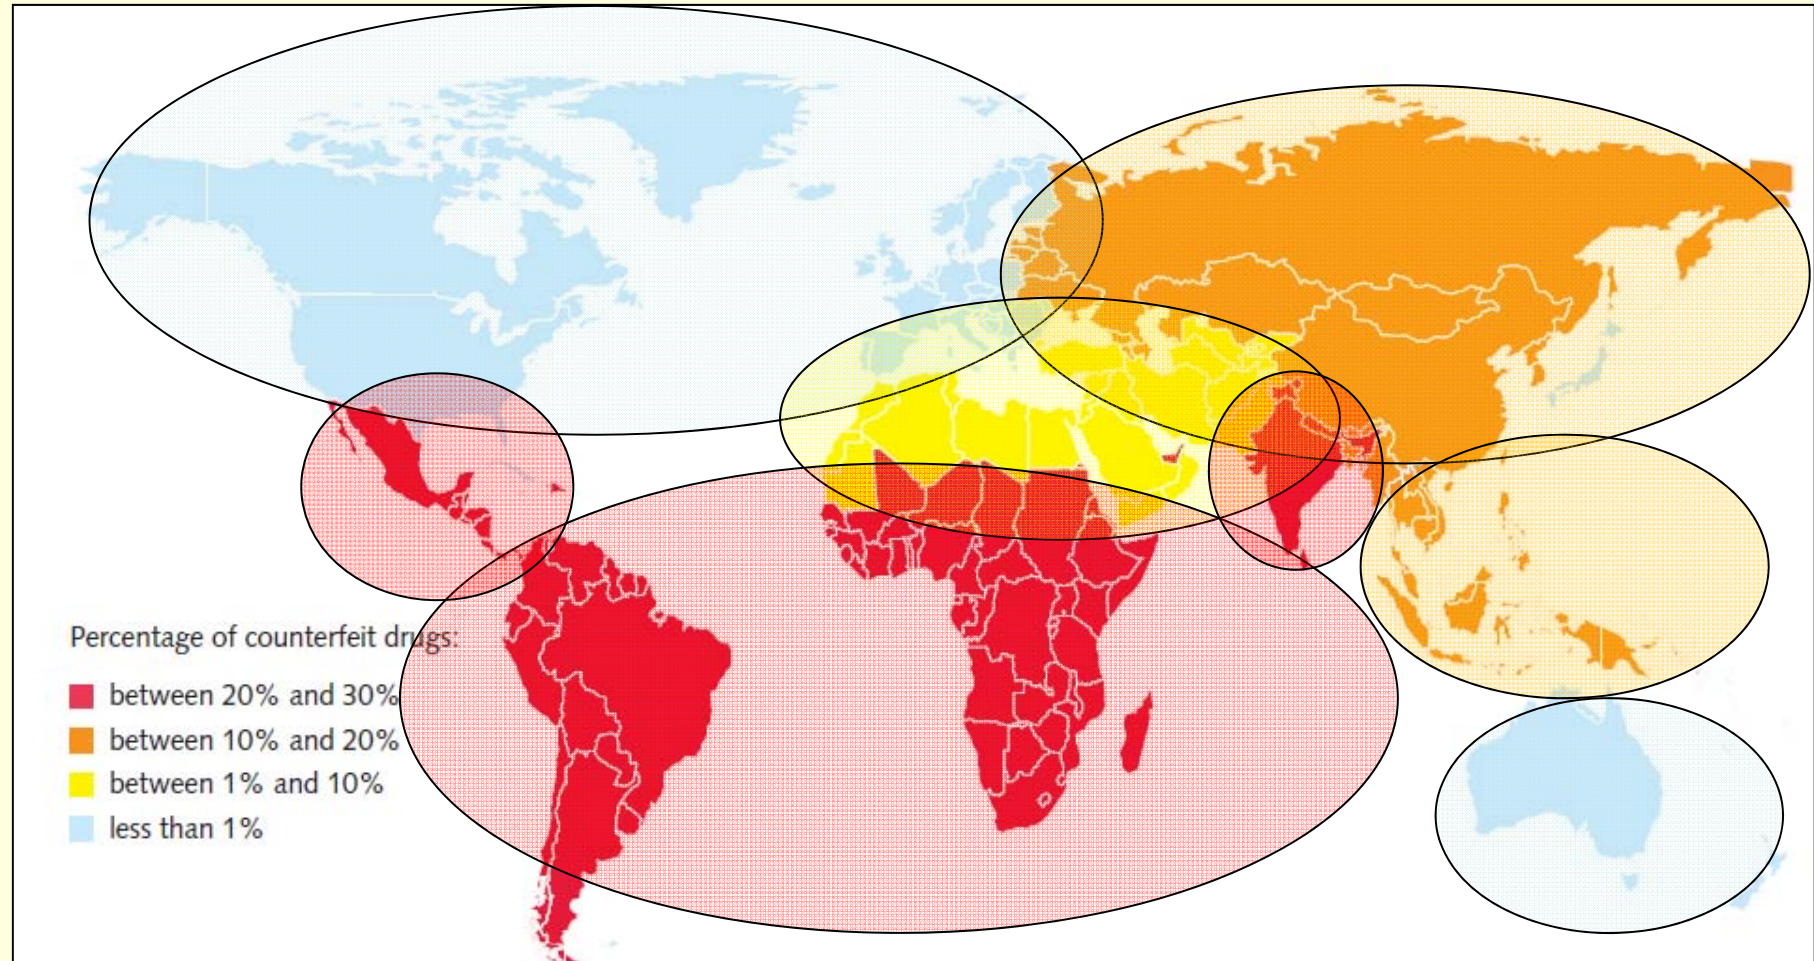 Percentage of counterfeit drugs:
between 20% and 30%
between 10% and 20%
between 1% and 10%
less than 1%